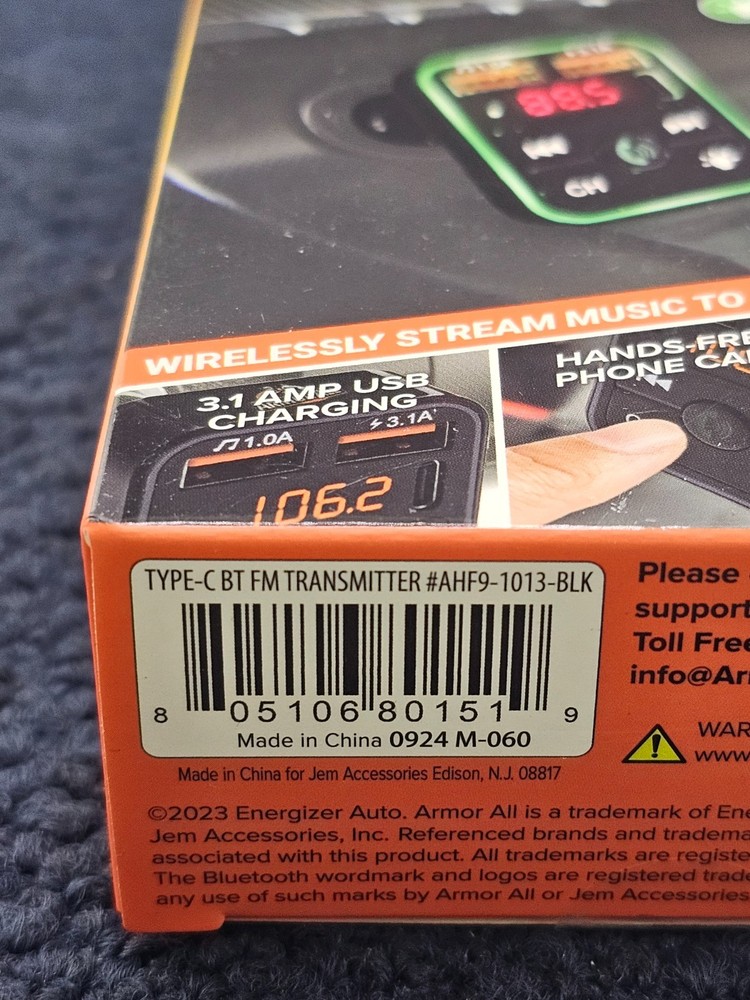 88.5
CH
WIRELESSLY STREAM MUSIC TO
3.1 AMP USB
CHARGING
1.0A
3.1A
106.2
HANDS-FRE
PHONE CA
TYPE-C BT FM TRANSMITTER #AHF9-1013-BLK
8 05106 80151 9
Made in China 0924 M-060
Made in China for Jem Accessories Edison, N.J. 08817
Please
support
Toll Free
info@Ar
WAR
www
©2023 Energizer Auto. Armor All is a trademark of Ene
Jem Accessories, Inc. Referenced brands and tradema
associated with this product. All trademarks are registe
The Bluetooth wordmark and logos are registered trade
any use of such marks by Armor All or Jem Accessories